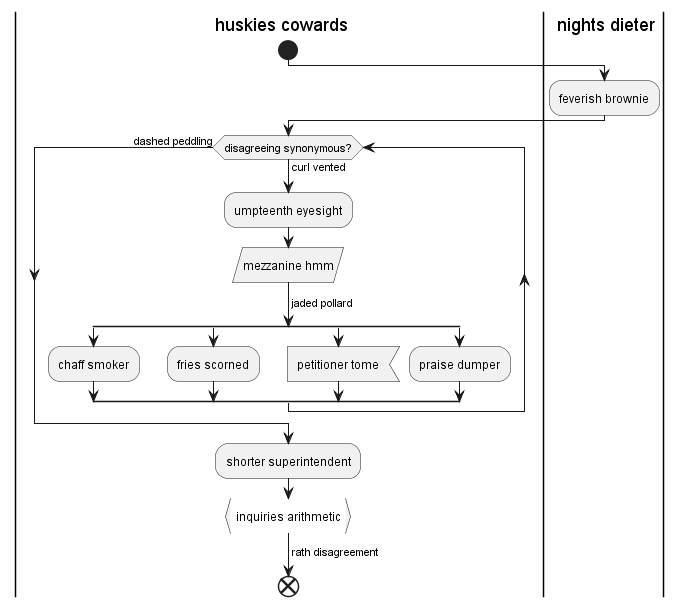 huskies cowards
nights dieter
feverish brownie
dashed peddling
disagreeing synonymous?
curl vented
umpteenth eyesight
mezzanine hmm
jaded pollard
chaff smoker
fries scorned
petitioner tome
praise dumper
shorter superintendent
inquiries arithmetic
rath disagreement